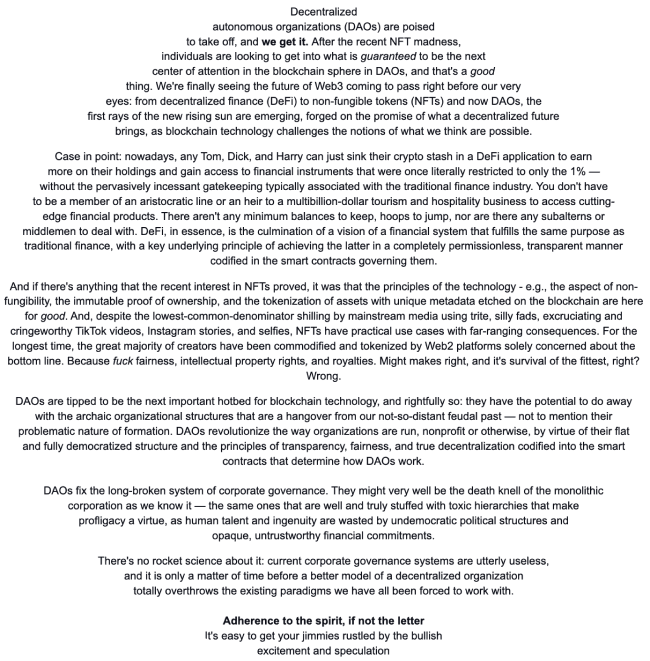 Decentralized
autonomous organizations (DAOs) are poised
to take off, and we get it. After the recent NFT madness,
individuals are looking to get into what is guaranteed to be the next
center of attention in the blockchain sphere in DAOs, and that's a good
thing. We're finally seeing the future of Web3 coming to pass right before our very
eyes: from decentralized finance (DeFi) to non-fungible tokens (NFTs) and now DAOs, the
first rays of the new rising sun are emerging, forged on the promise of what a decentralized future
brings, as blockchain technology challenges the notions of what we think are possible.
Case in point: nowadays, any Tom, Dick, and Harry can just sink their crypto stash in a DeFi application to earn
more on their holdings and gain access to financial instruments that were once literally restricted to only the 1% —
without the pervasively incessant gatekeeping typically associated with the traditional finance industry. You don't have
to be a member of an aristocratic line or an heir to a multibillion-dollar tourism and hospitality business to access cutting-
edge financial products. There aren't any minimum balances to keep, hoops to jump, nor are there any subalterns or
middlemen to deal with. DeFi, in essence, is the culmination of a vision of a financial system that fulfills the same purpose as
traditional finance, with a key underlying principle of achieving the latter in a completely permissionless, transparent manner
codified in the smart contracts governing them.
And if there's anything that the recent interest in NFTs proved, it was that the principles of the technology - e.g., the aspect of non-
fungibility, the immutable proof of ownership, and the tokenization of assets with unique metadata etched on the blockchain are here
for good. And, despite the lowest-common-denominator shilling by mainstream media using trite, silly fads, excruciating and
cringeworthy TikTok videos, Instagram stories, and selfies, NFTs have practical use cases with far-ranging consequences. For the
longest time, the great majority of creators have been commodified and tokenized by Web2 platforms solely concerned about the
bottom line. Because fuck fairness, intellectual property rights, and royalties. Might makes right, and it's survival of the fittest, right?
Wrong.
DAOs are tipped to be the next important hotbed for blockchain technology, and rightfully so: they have the potential to do away
with the archaic organizational structures that are a hangover from our not-so-distant feudal past — not to mention their
problematic nature of formation. DAOs revolutionize the way organizations are run, nonprofit or otherwise, by virtue of their flat
and fully democratized structure and the principles of transparency, fairness, and true decentralization codified into the smart
contracts that determine how DAOs work.
DAOs fix the long-broken system of corporate governance. They might very well be the death knell of the monolithic
corporation as we know it — the same ones that are well and truly stuffed with toxic hierarchies that make
profligacy a virtue, as human talent and ingenuity are wasted by undemocratic political structures and
opaque, untrustworthy financial commitments.
There's no rocket science about it: current corporate governance systems are utterly useless,
and it is only a matter of time before a better model of a decentralized organization
totally overthrows the existing paradigms we have all been forced to work with.
Adherence to the spirit, if not the letter
It's easy to get your jimmies rustled by the bullish
excitement and speculation